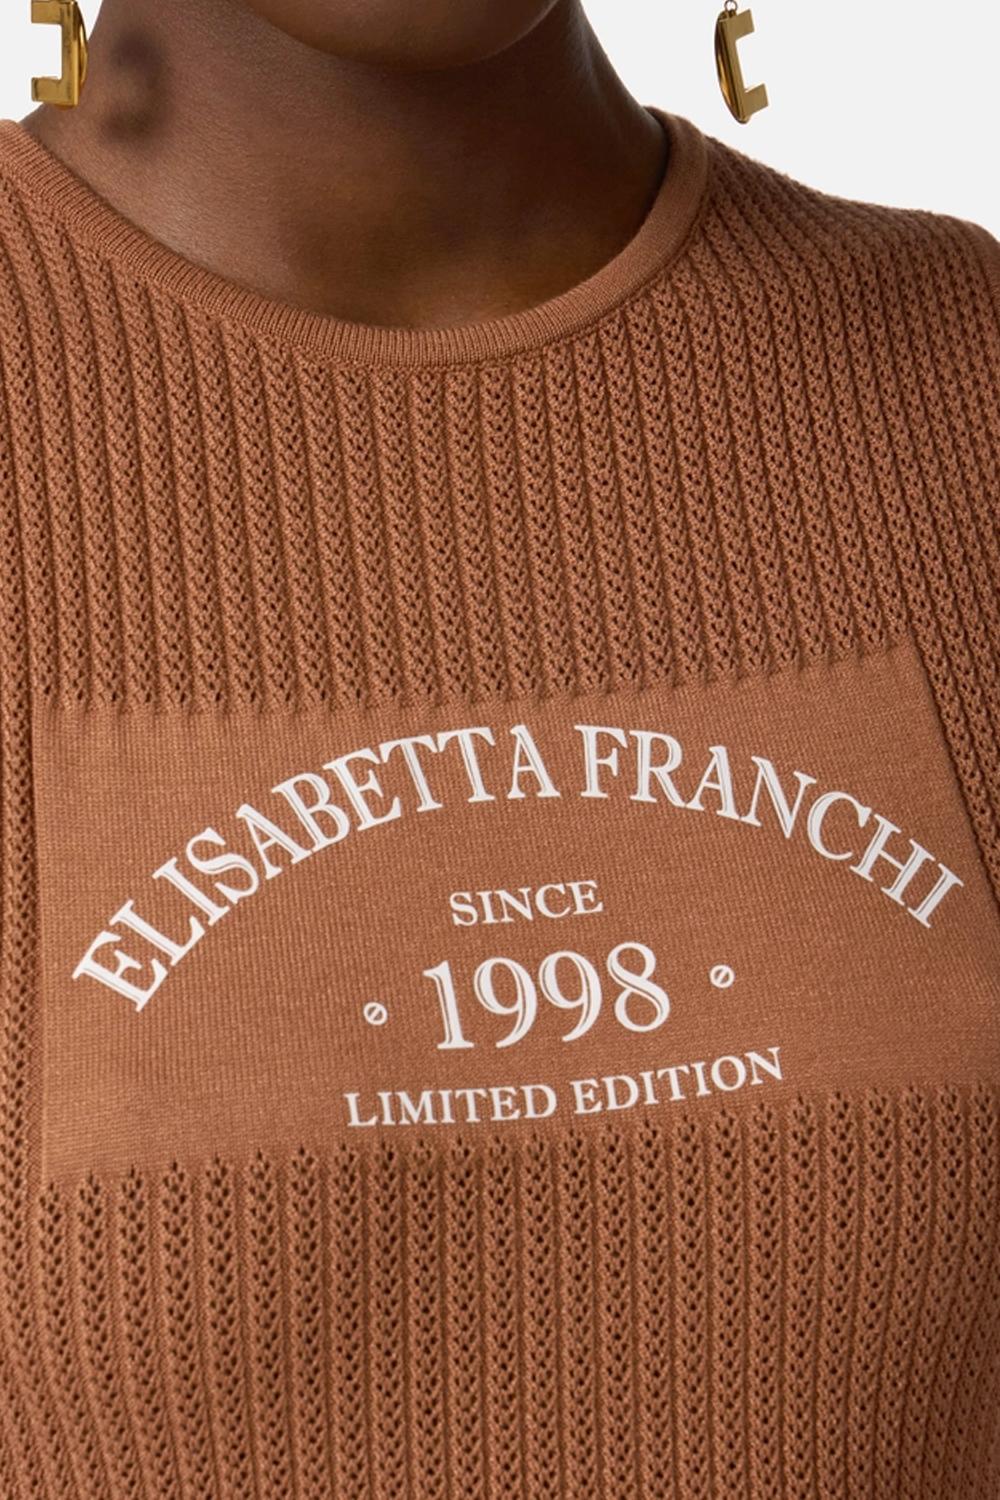 ELISABETTA FRANCHI
SINCE
1998
LIMITED EDITION